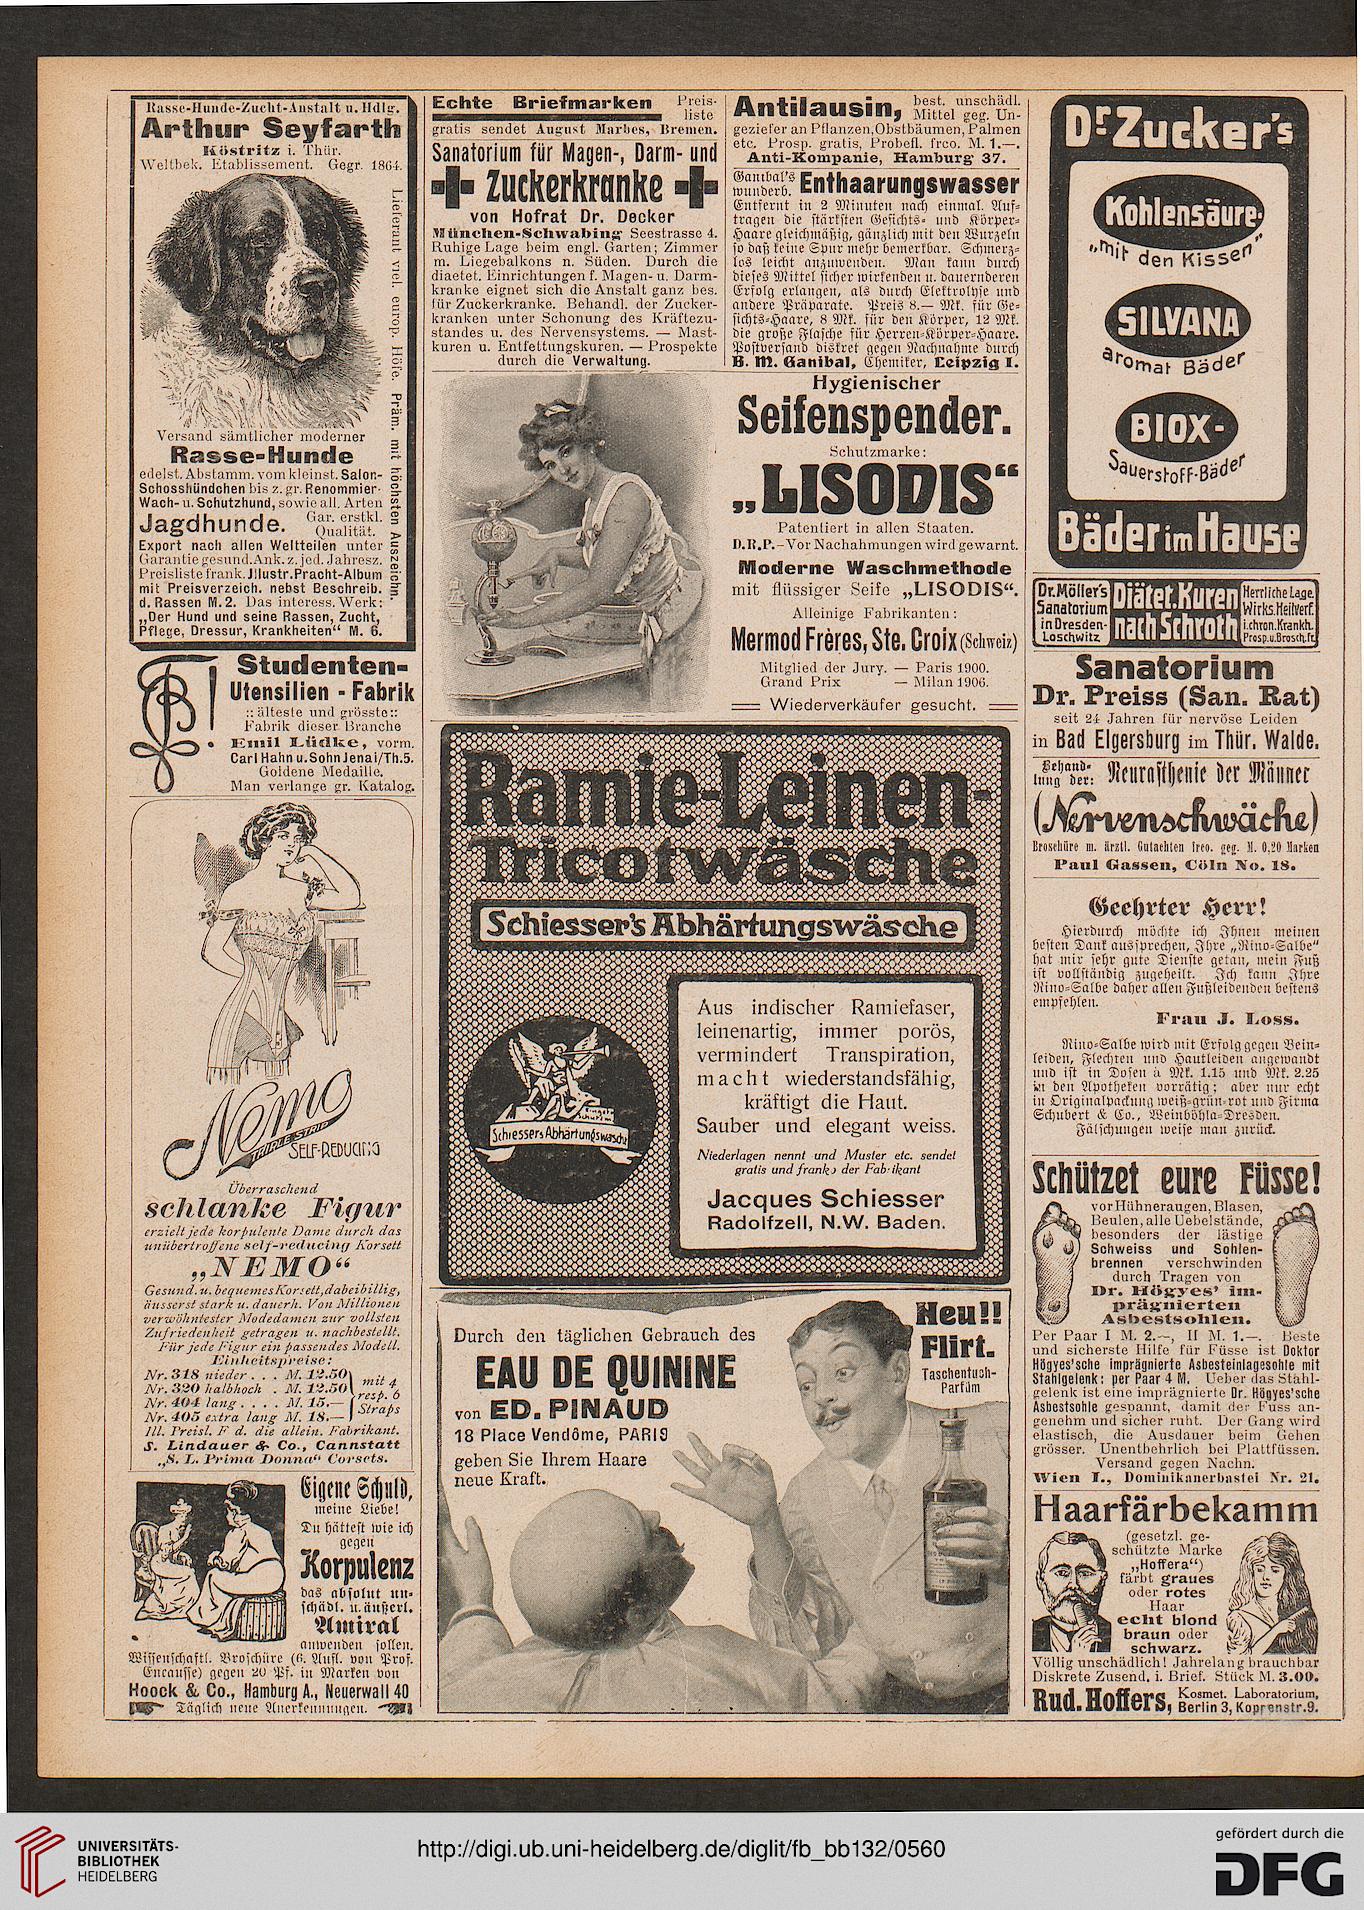 Rasse-Hunde-Zucht-Anstalt u. Hdlg.
Arthur Seyfarth
Köstritz i. Thür.
Weltbek. Etablissement. Gegr. 1864.
Lieferant viel. europ. Höfe. Präm. mit höchsten Auszeichn.
Versand sämtlicher moderner
Rasse-Hunde
edelst. Abstamm. vom kleinst. Salon-
Schosshündchen bis z. gr. Renommier-
Wach- u. Schutzhund, sowie all. Arten
Jagdhunde. Gar. erstkl.
Qualität.
Export nach allen Weltteilen unter
Garantie gesund. Ank. z. jed. Jahresz.
Preisliste frank. Jllustr. Pracht-Album
mit Preisverzeich. nebst Beschreib.
d. Rassen M. 2. Das interess. Werk:
„Der Hund und seine Rassen, Zucht,
Pflege, Dressur, Krankheiten“ M. 6.
Studenten-
Utensilien - Fabrik
:: älteste und grösste ::
Fabrik dieser Branche
Emil Lüdke, vorm.
Carl Hahn u. Sohn Jena i/Th. 5.
Goldene Medaille.
Man verlange gr. Katalog.
Nemo
TRIPLE STRIP
SELF-REDUCING
Überraschend
schlanke Figur
erzielt jede korpulente Dame durch das
unübertroffene self-reducing Korsett
„NEMO“
Gesund. u. bequemes Korsett, dabei billig,
äusserst stark u. dauerh. Von Millionen
verwöhntester Modedamen zur vollsten
Zufriedenheit getragen u. nachbestellt.
Für jede Figur ein passendes Modell.
Einheitspreise:
Nr. 318 nieder . . . M. 12.50
Nr. 320 halbhoch . M. 12.50
Nr. 404 lang . . . . M. 15.—
Nr. 405 extra lang M. 18.—
mit 4
resp. 6
Straps
Ill. Preisl. F d. die allein. Fabrikant.
S. Lindauer & Co., Cannstatt
„S. L. Prima Donna“ Corsets.
Eigene Schuld,
meine Liebe!
Du hättest wie ich
gegen
Korpulenz
das absolut un-
schädl. u. äußerl.
Amiral
anwenden sollen.
Wissenschaftl. Broschüre (6. Aufl. von Prof.
Encausse) gegen 20 Pf. in Marken von
Hoock & Co., Hamburg A., Neuerwall 40
Täglich neue Anerkennungen.
Echte Briefmarken Preis-
liste
gratis sendet August Marbes, Bremen.
Sanatorium für Magen-, Darm- und
Zuckerkranke
von Hofrat Dr. Decker
München-Schwabing Seestrasse 4.
Ruhige Lage beim engl. Garten; Zimmer
m. Liegebalkons n. Süden. Durch die
diaetet. Einrichtungen f. Magen- u. Darm-
kranke eignet sich die Anstalt ganz bes.
für Zuckerkranke. Behandl. der Zucker-
kranken unter Schonung des Kräftezu-
standes u. des Nervensystems. — Mast-
kuren u. Entfettungskuren. — Prospekte
durch die Verwaltung.
Antilausin, best. unschädl.
Mittel geg. Un-
geziefer an Pflanzen, Obstbäumen, Palmen
etc. Prosp. gratis, Probefl. frco. M. 1.—.
Anti-Kompanie, Hamburg 37.
Ganibal's
wunderb. Enthaarungswasser
Entfernt in 2 Minuten nach einmal. Auf-
tragen die stärksten Gesichts- und Körper-
Haare gleichmäßig, gänzlich mit den Wurzeln
so daß keine Spur mehr bemerkbar. Schmerz-
los leicht anzuwenden. Man kann durch
dieses Mittel sicher wirkenden u. dauernderen
Erfolg erlangen, als durch Elektrolyse und
andere Präparate. Preis 8.— Mk. für Ge-
sichts-Haare, 8 Mk. für den Körper, 12 Mk.
die große Flasche für Herren-Körper-Haare.
Postversand diskret gegen Nachnahme durch
B. M. Ganibal, Chemiker, Leipzig I.
Hygienischer
Seifenspender.
Schutzmarke:
„LISODIS“
Patentiert in allen Staaten.
D.R.P. - Vor Nachahmungen wird gewarnt.
Moderne Waschmethode
mit flüssiger Seife „LISODIS“.
Alleinige Fabrikanten:
Mermod Frères, Ste. Croix (Schweiz)
Mitglied der Jury. — Paris 1900.
Grand Prix — Milan 1906.
Wiederverkäufer gesucht.
Ramie-Leinen-
Tricotwäsche
Schiesser's Abhärtungswäsche
Schiessers Abhärtungswäsche
Aus indischer Ramiefaser,
leinenartig, immer porös,
vermindert Transpiration,
macht wiederstandsfähig,
kräftigt die Haut.
Sauber und elegant weiss.
Niederlagen nennt und Muster etc. sendet
gratis und franko der Fabrikant
Jacques Schiesser
Radolfzell, N.W. Baden.
Durch den täglichen Gebrauch des
EAU DE QUININE
von ED. PINAUD
18 Place Vendôme, PARIS
geben Sie Ihrem Haare
neue Kraft.
Neu!!
Flirt.
Taschentuch-
Parfüm
Dr. Zucker's
Kohlensäure-
„mit den Kissen“
SILVANA
aromat Bäder
BIOX-
Sauerstoff-Bäder
Bäder im Hause
Dr. Möller's
Sanatorium
in Dresden-
Loschwitz
Diätet. Kuren
nach Schroth
Herrliche Lage.
Wirks. Heilverf.
i. chron. Krankh.
Prosp. u. Brosch. fr.
Sanatorium
Dr. Preiss (San. Rat)
seit 24 Jahren für nervöse Leiden
in Bad Elgersburg im Thür. Walde.
Behand-
lung der: Neurasthenie der Männer
(Nervenschwäche)
Broschüre m. ärztl. Gutachten frco. geg. M. 0,20 Marken
Paul Gassen, Cöln No. 18.
Geehrter Herr!
Hierdurch möchte ich Ihnen meinen
besten Dank aussprechen, Ihre „Rino-Salbe“
hat mir sehr gute Dienste getan, mein Fuß
ist vollständig zugeheilt. Ich kann Ihre
Rino-Salbe daher allen Fußleidenden bestens
empfehlen.
Frau J. Loss.
Rino-Salbe wird mit Erfolg gegen Bein-
leiden, Flechten und Hautleiden angewandt
und ist in Dosen à Mk. 1.15 und Mk. 2.25
in den Apotheken vorrätig; aber nur echt
in Originalpackung weiß-grün-rot und Firma
Schubert & Co., Weinböhla-Dresden.
Fälschungen weise man zurück.
Schützet eure Füsse!
vor Hühneraugen, Blasen,
Beulen, alle Uebelstände,
besonders der lästige
Schweiss und Sohlen-
brennen verschwinden
durch Tragen von
Dr. Högyes' im-
prägnierten
Asbestsohlen.
Per Paar I M. 2.—, II M. 1.—. Beste
und sicherste Hilfe für Füsse ist Doktor
Högyes'sche imprägnierte Asbesteinlagesohle mit
Stahlgelenk; per Paar 4 M. Ueber das Stahl-
gelenk ist eine imprägnierte Dr. Högyes'sche
Asbestsohle gespannt, damit der Fuss an-
genehm und sicher ruht. Der Gang wird
elastisch, die Ausdauer beim Gehen
grösser. Unentbehrlich bei Plattfüssen.
Versand gegen Nachn.
Wien I., Dominikanerbastei Nr. 21.
Haarfärbekamm
(gesetzl. ge-
schützte Marke
„Hoffera“)
färbt graues
oder rotes
Haar
echt blond
braun oder
schwarz.
Völlig unschädlich! Jahrelang brauchbar
Diskrete Zusend. i. Brief. Stück M. 3.00.
Rud. Hoffers, Kosmet. Laboratorium,
Berlin 3, Koppenstr. 9.
UNIVERSITÄTS-
BIBLIOTHEK
HEIDELBERG
http://digi.ub.uni-heidelberg.de/diglit/fb_bb132/0560
gefördert durch die
DFG